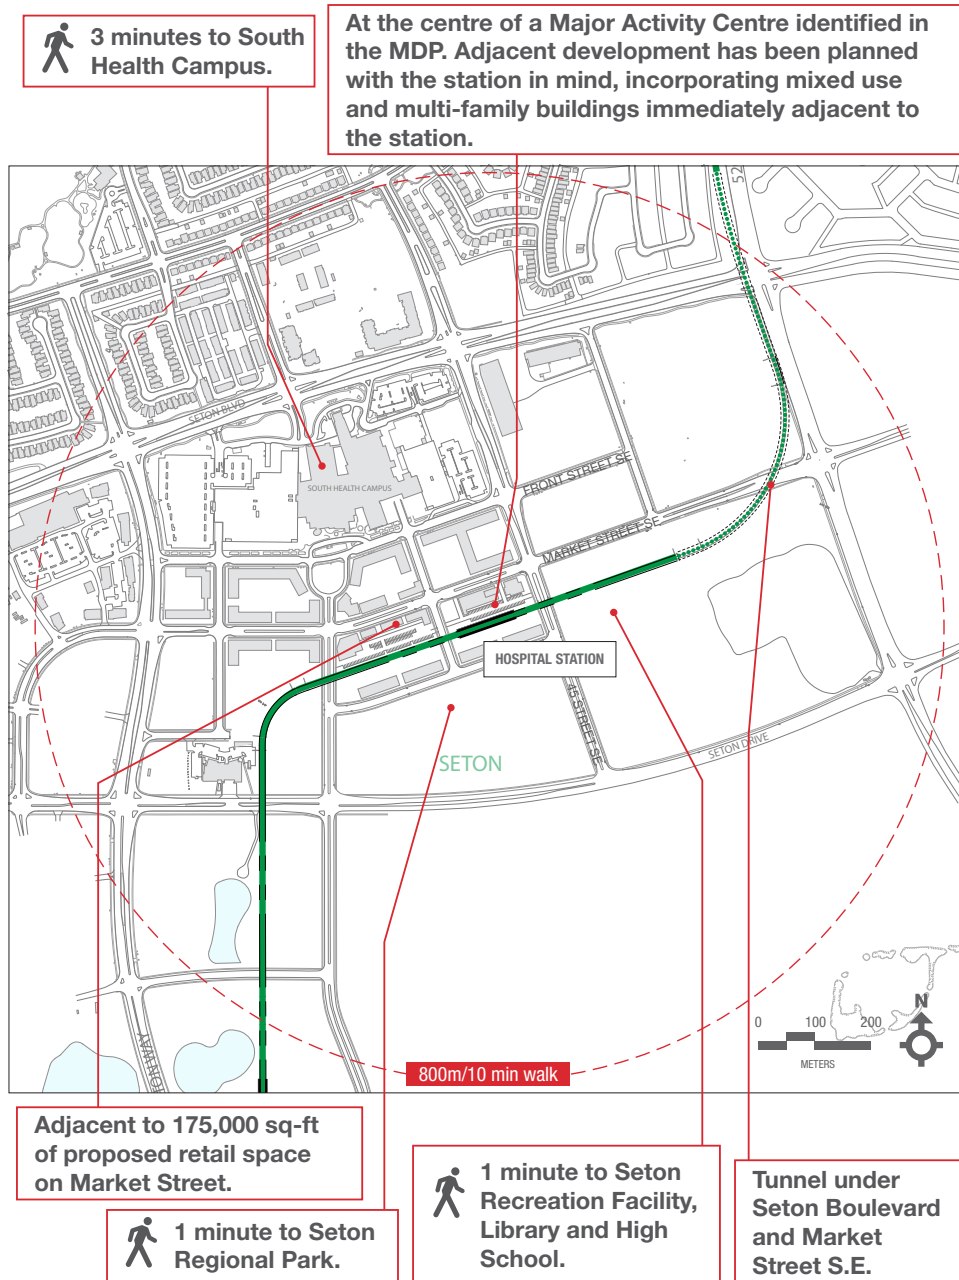 3 minutes to South
Health Campus.
At the centre of a Major Activity Centre identified in
the MDP. Adjacent development has been planned
with the station in mind, incorporating mixed use
and multi-family buildings immediately adjacent to
the station.
52
SETON BLVD
SOUTH HEALTH CAMPUS
FRONT STREET SE
MARKET STREET SE
HOSPITAL STATION
45 STREET SE
SETON DRIVE
SETON
TON WAY
N
0 100 200
METERS
800m/10 min walk
Adjacent to 175,000 sq-ft
of proposed retail space
on Market Street.
1 minute to Seton
Regional Park.
1 minute to Seton
Recreation Facility,
Library and High
School.
Tunnel under
Seton Boulevard
and Market
Street S.E.